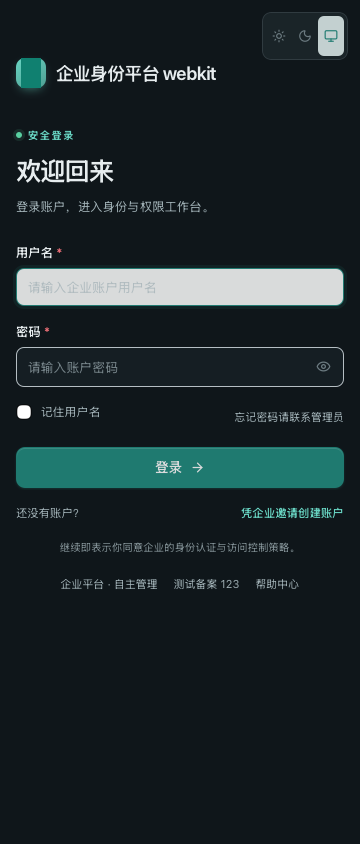 企业身份平台 webkit
安全登录
欢迎回来
登录账户，进入身份与权限工作台。
用户名 *
请输入企业账户用户名
密码 *
请输入账户密码
记住用户名
忘记密码请联系管理员
登录 →
还没有账户?
凭企业邀请创建账户
继续即表示你同意企业的身份认证与访问控制策略。
企业平台 · 自主管理 测试备案 123 帮助中心